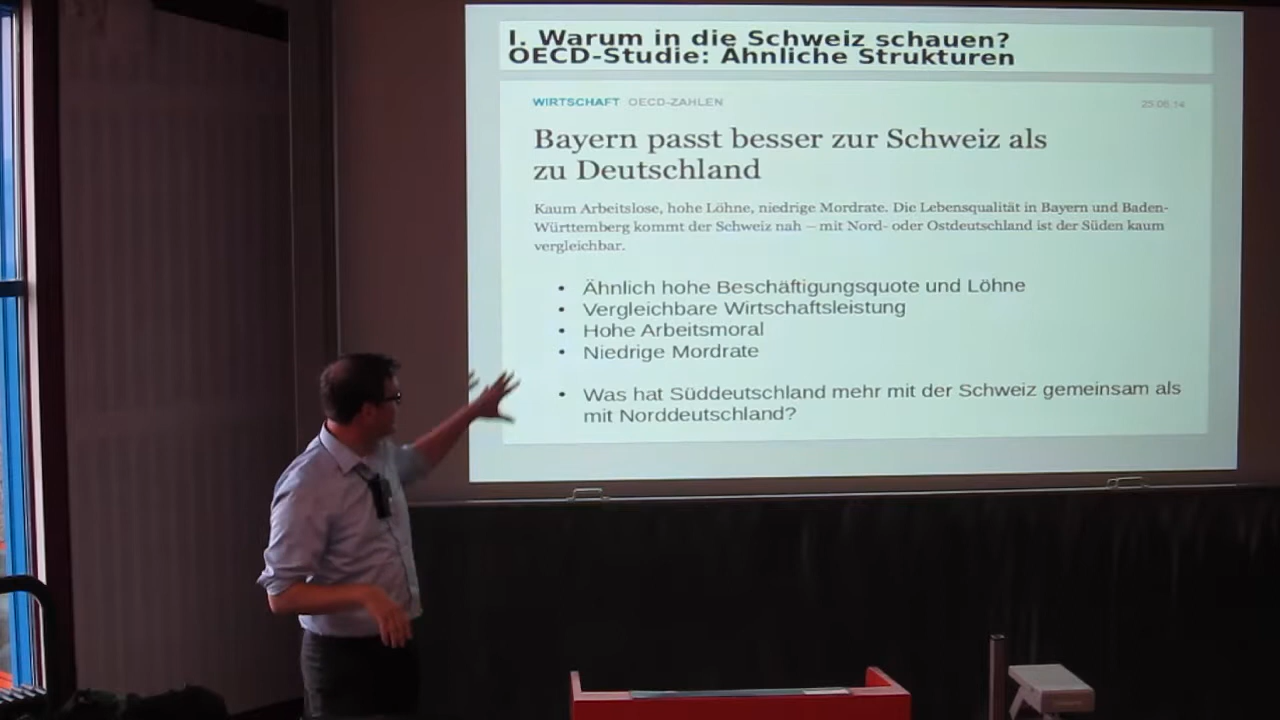 I. Warum in die Schweiz schauen?
OECD-Studie: Ähnliche Strukturen
WIRTSCHAFT OECD-ZAHLEN
25.06.14
Bayern passt besser zur Schweiz als
zu Deutschland
Kaum Arbeitslose, hohe Löhne, niedrige Mordrate. Die Lebensqualität in Bayern und Baden-
Württemberg kommt der Schweiz nah – mit Nord- oder Ostdeutschland ist der Süden kaum
vergleichbar.
• Ähnlich hohe Beschäftigungsquote und Löhne
• Vergleichbare Wirtschaftsleistung
• Hohe Arbeitsmoral
• Niedrige Mordrate
• Was hat Süddeutschland mehr mit der Schweiz gemeinsam als
mit Norddeutschland?